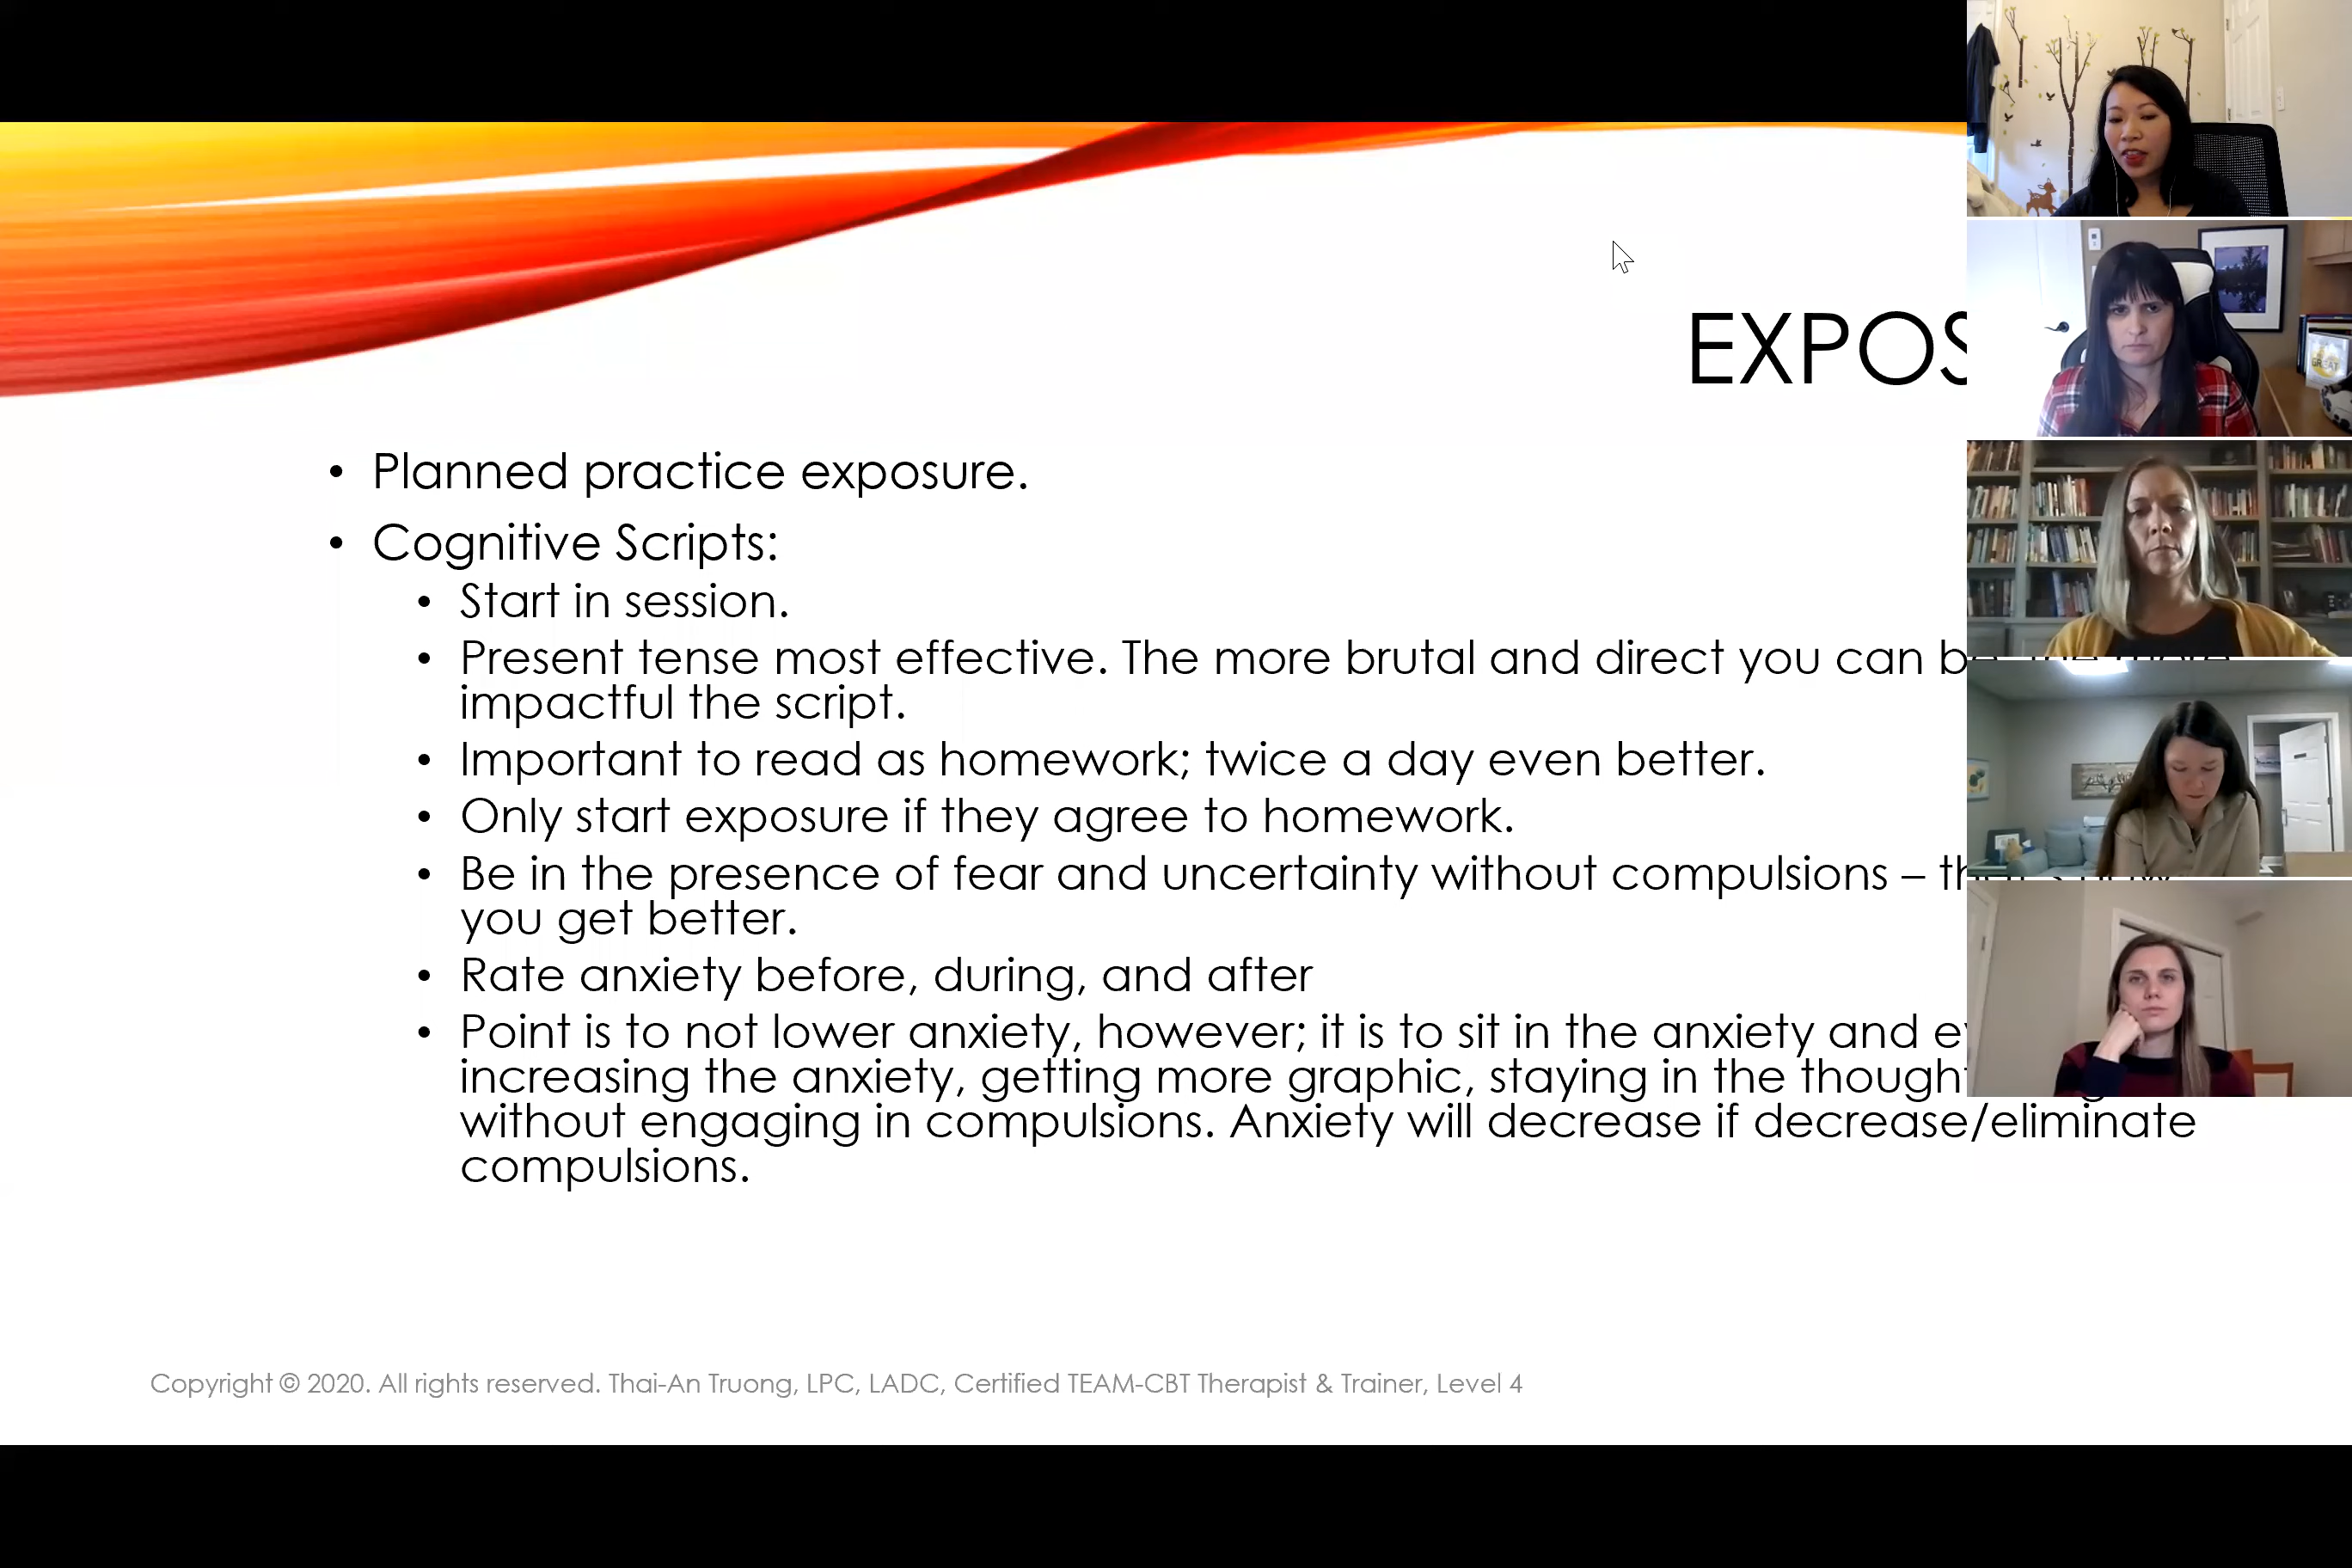 EXPOS
• Planned practice exposure.
• Cognitive Scripts:
• Start in session.
• Present tense most effective. The more brutal and direct you can be, the more
impactful the script.
• Important to read as homework; twice a day even better.
• Only start exposure if they agree to homework.
• Be in the presence of fear and uncertainty without compulsions – that's how
you get better.
• Rate anxiety before, during, and after
• Point is to not lower anxiety, however; it is to sit in the anxiety and
increasing the anxiety, getting more graphic, staying in the
without engaging in compulsions. Anxiety will decrease if decrease/eliminate
compulsions.
Copyright © 2020. All rights reserved. Thai-An Truong, LPC, LADC, Certified TEAM-CBT Therapist & Trainer, Level 4